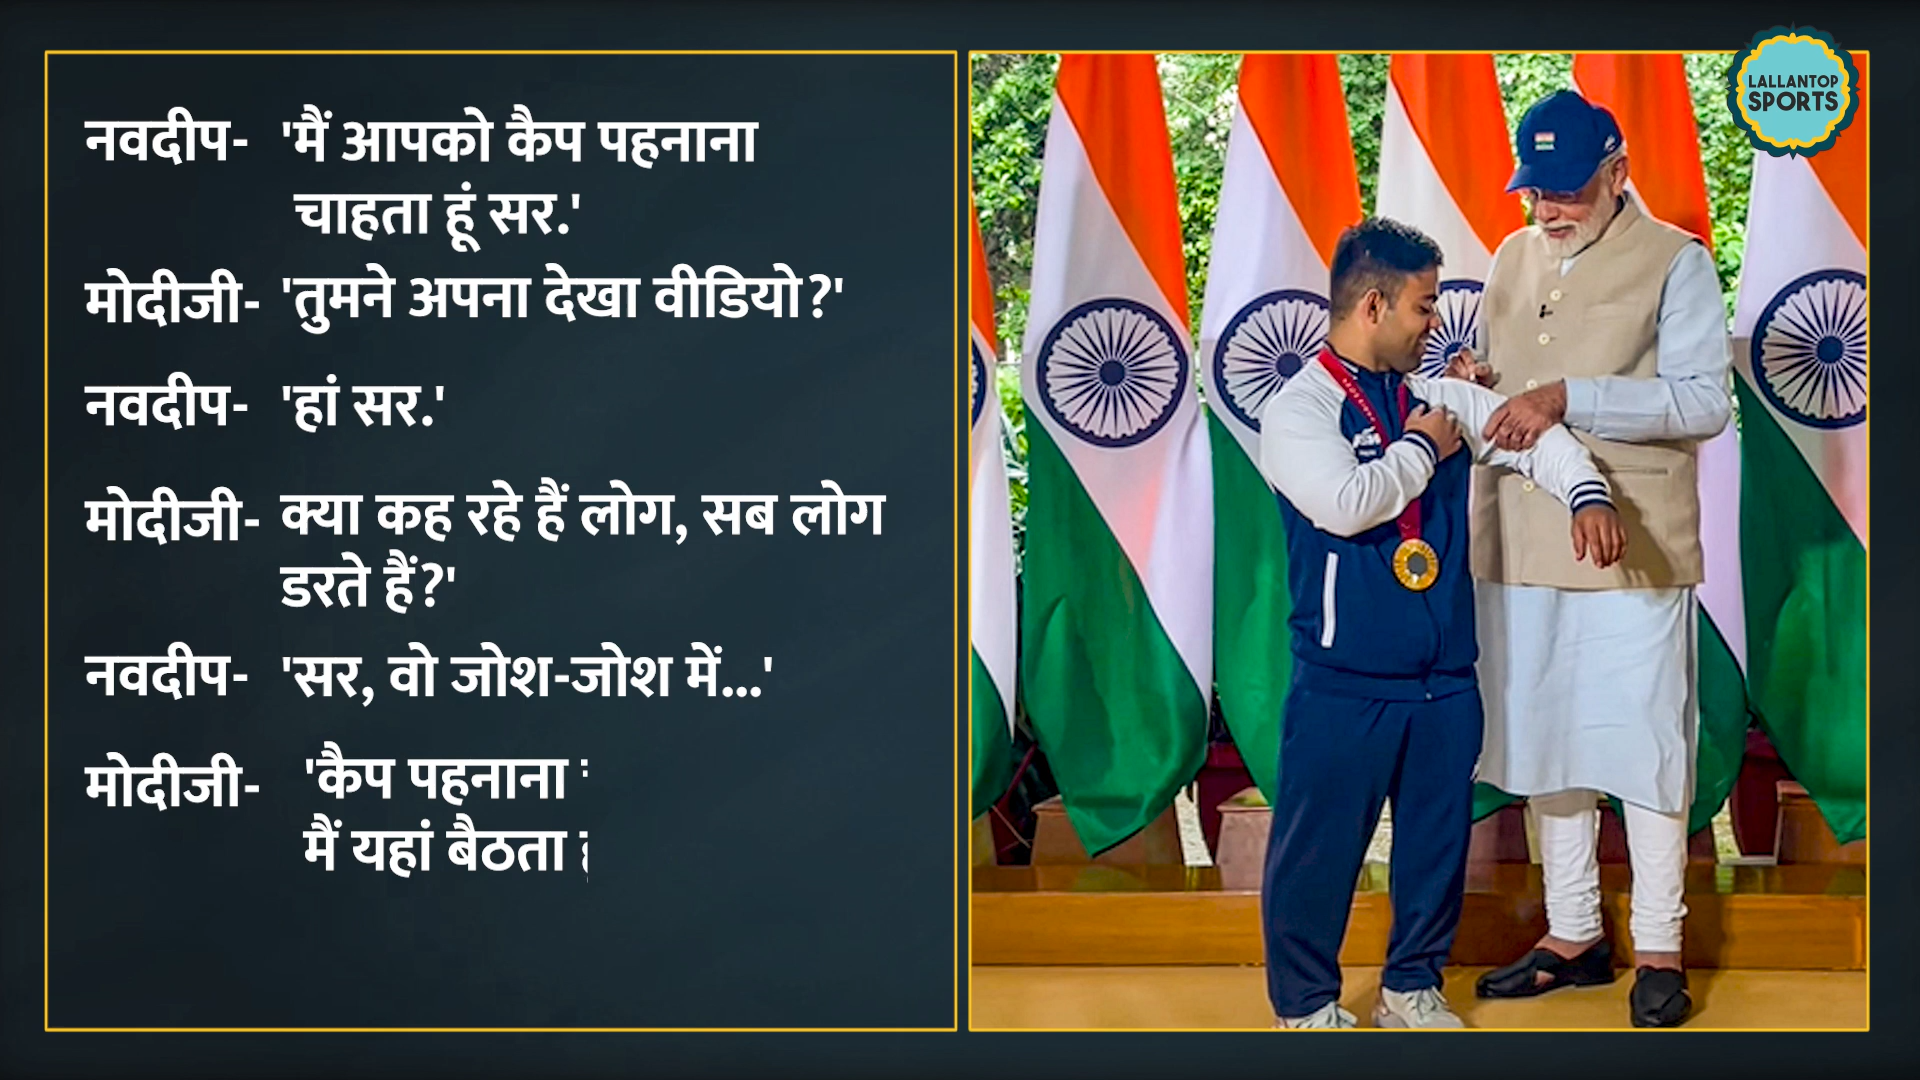 नवदीप- 'मैं आपको कैप पहनाना
चाहता हूं सर.'
मोदीजी- 'तुमने अपना देखा वीडियो?'
नवदीप- 'हां सर.'
मोदीजी- क्या कह रहे हैं लोग, सब लोग
डरते हैं?'
नवदीप- 'सर, वो जोश-जोश में...'
मोदीजी- 'कैप पहनाना
मैं यहां बैठता
LALLANTOP
SPORTS